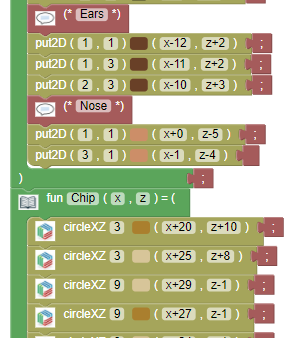 (* Ears *)
put2D ( 1 , 1 ) ( x-12 , z+2 ) ;
put2D ( 1 , 3 ) ( x-11 , z+2 ) ;
put2D ( 2 , 3 ) ( x-10 , z+3 ) ;
(* Nose *)
put2D ( 1 , 1 ) ( x+0 , z-5 ) ;
put2D ( 3 , 1 ) ( x-1 , z-4 ) ;
) ;
fun Chip ( x , z ) = (
circleXZ 3 ( x+20 , z+10 ) ;
circleXZ 3 ( x+25 , z+8 ) ;
circleXZ 9 ( x+29 , z-1 ) ;
circleXZ 9 ( x+27 , z-1 ) ;